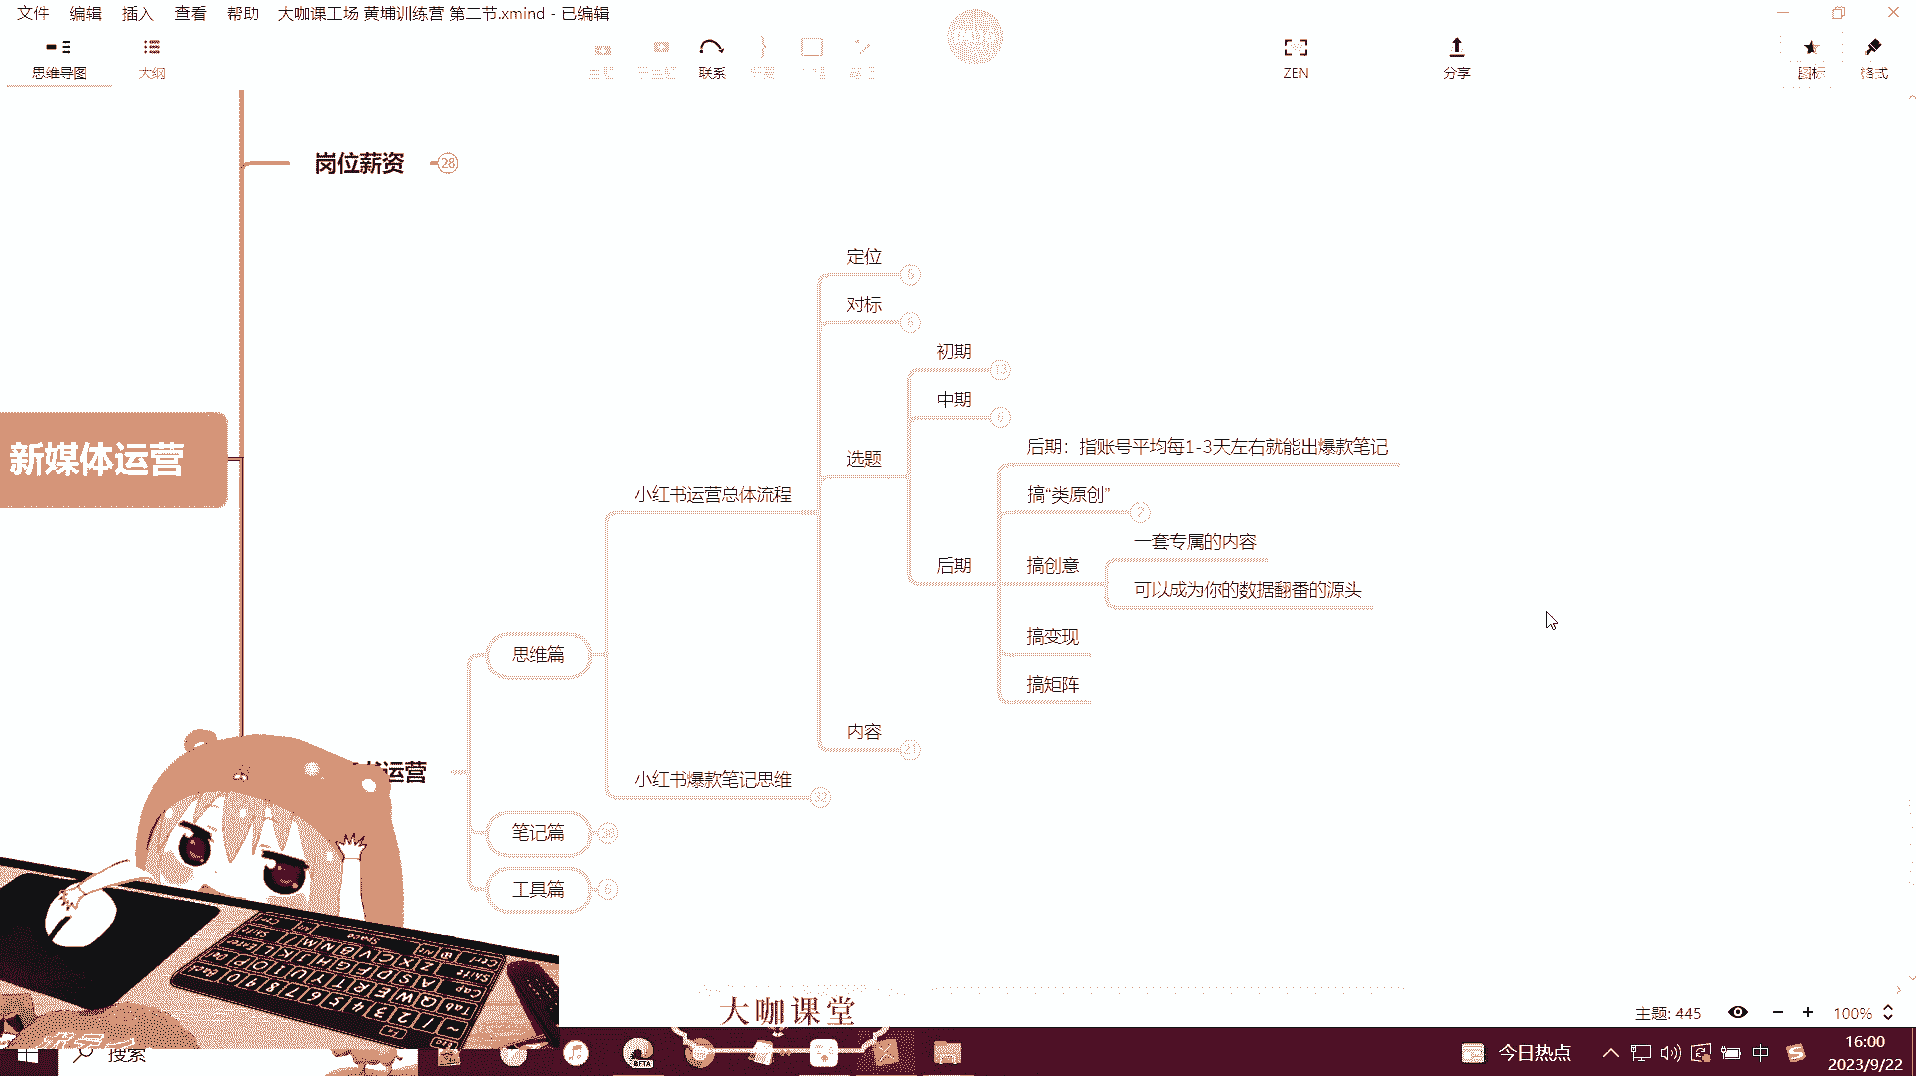 文件 编辑 插入 查看 帮助 大咖课工场 黄埔训练营 第二节.xmind - 已编辑
思维导图 大纲 联系 ZEN 分享 图标 格式
岗位薪资 28
定位 6
对标 6
初期 13
中期
后期：指账号平均每1-3天左右就能出爆款笔记
选题
小红书运营总体流程
搞“类原创” 2
一套专属的内容
后期
搞创意
可以成为你的数据翻番的源头
搞变现
思维篇
搞矩阵
内容 21
新媒体运营
运营
小红书爆款笔记思维 32
笔记篇
工具篇 6
大咖课堂
主题: 445 100%
搜索
BETA
今日热点
中
16:00
2023/9/22